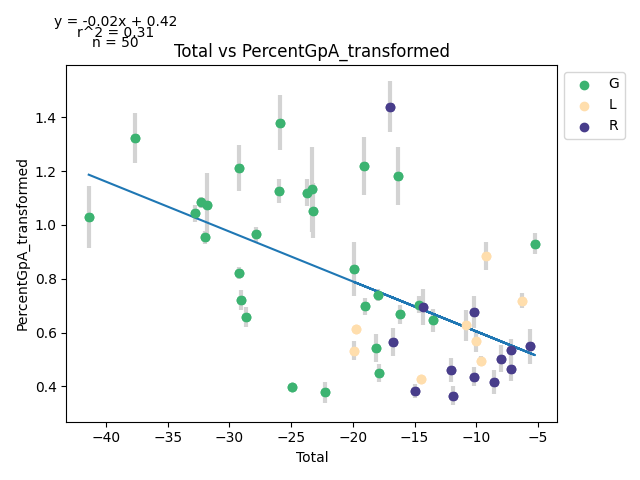 y = -0.02x + 0.42
r^2 = 0.31
n = 50
Total vs PercentGpA_transformed
G
L
R
PercentGpA_transformed
1.4
1.2
1.0
0.8
0.6
0.4
−40 −35 −30 −25 −20 −15 −10 −5
Total